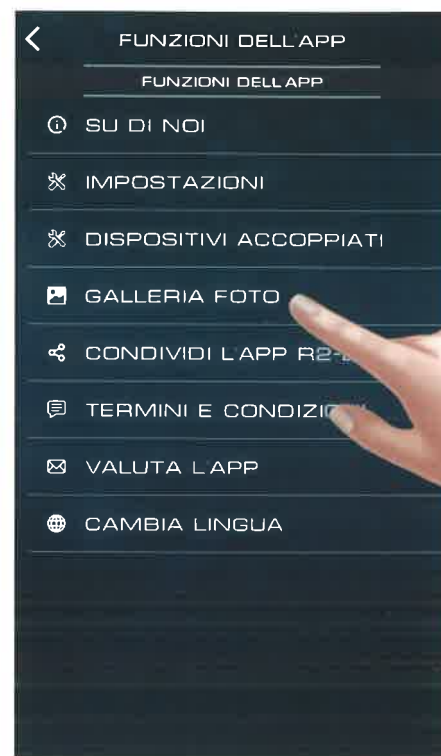 FUNZIONI DELL'APP
FUNZIONI DELL'APP
SU DI NOI
IMPOSTAZIONI
DISPOSITIVI ACCOPPIATI
GALLERIA FOTO
CONDIVIDI L'APP
TERMINI E
VALUTA L'APP
CAMBIA LINGUA